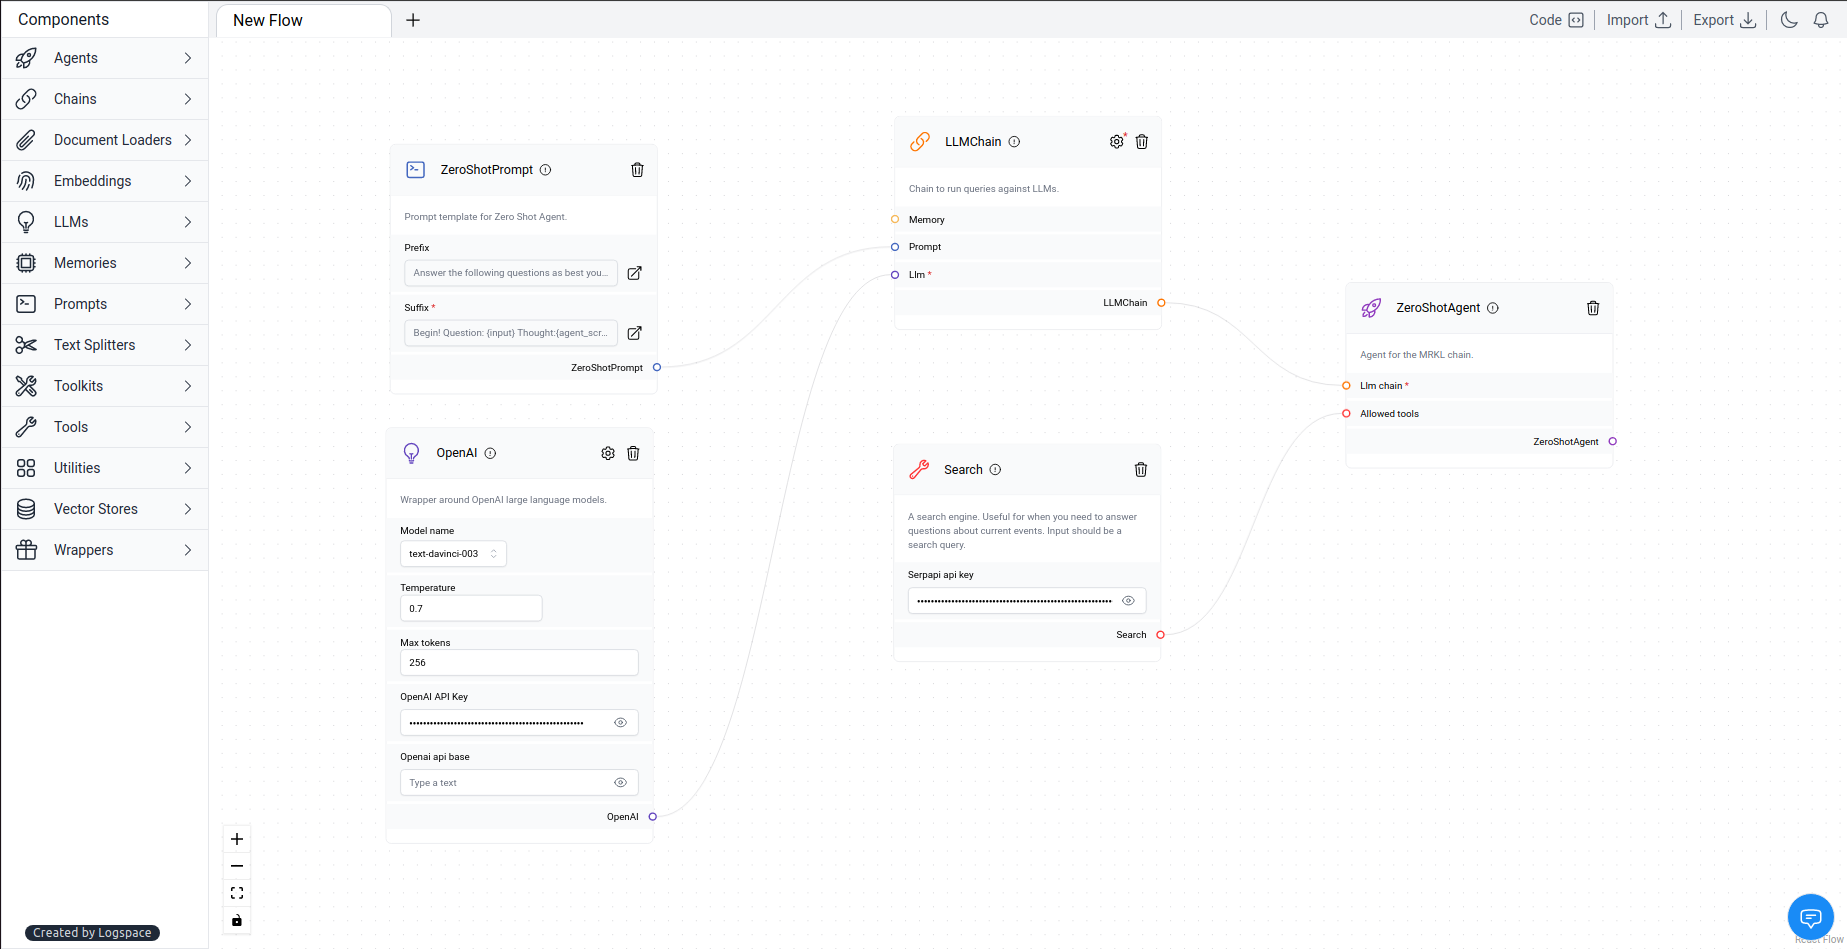 Components
New Flow
Code
Import
Export
Agents
Chains
Document Loaders
Embeddings
LLMs
Memories
Prompts
Text Splitters
Toolkits
Tools
Utilities
Vector Stores
Wrappers
Created by Logspace
ZeroShotPrompt
Prompt template for Zero Shot Agent.
Prefix
Answer the following questions as best you...
Suffix *
Begin! Question: {input} Thought:{agent_scr...
ZeroShotPrompt
OpenAI
Wrapper around OpenAI large language models.
Model name
text-davinci-003
Temperature
0.7
Max tokens
256
OpenAI API Key
Openai api base
Type a text
OpenAI
LLMChain
Chain to run queries against LLMs.
Memory
Prompt
Llm *
LLMChain
Search
A search engine. Useful for when you need to answer
questions about current events. Input should be a
search query.
Serpapi api key
Search
ZeroShotAgent
Agent for the MRKL chain.
Llm chain *
Allowed tools
ZeroShotAgent
React Flow